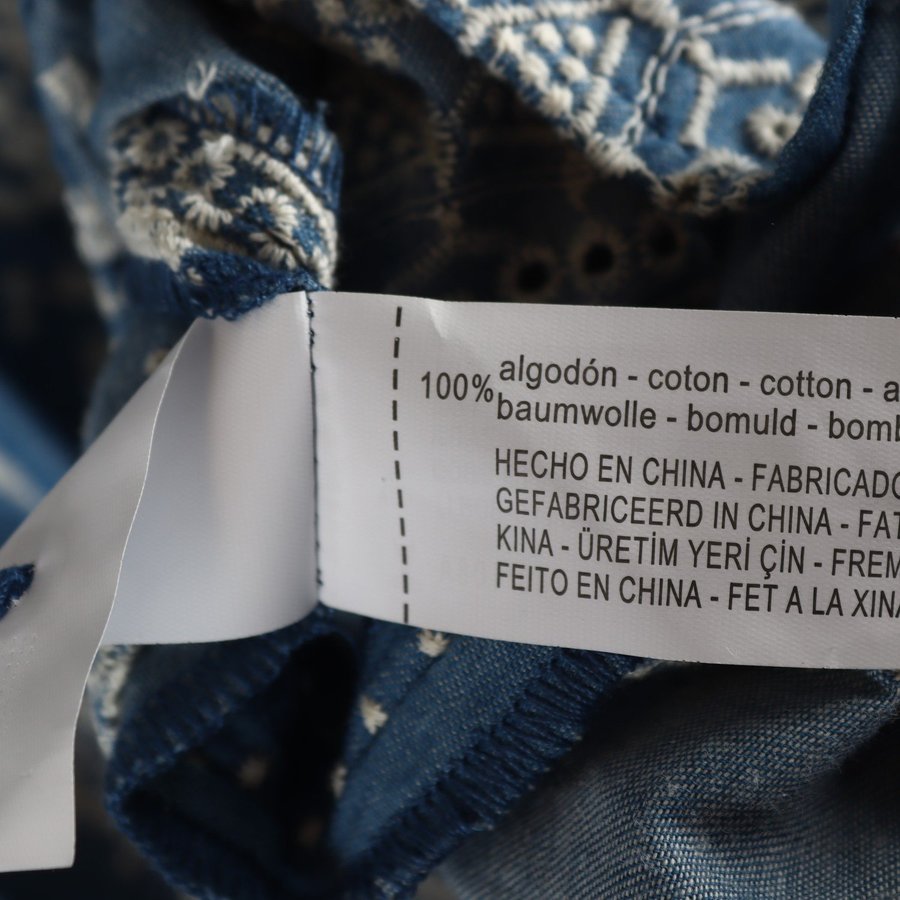 100% algodón - coton - cotton -
baumwolle - bomuld -
HECHO EN CHINA -
GEFABRICEERD IN CHINA -
KINA - ÜRETİM YERİ ÇİN -
FEITO EN CHINA - FET A LA